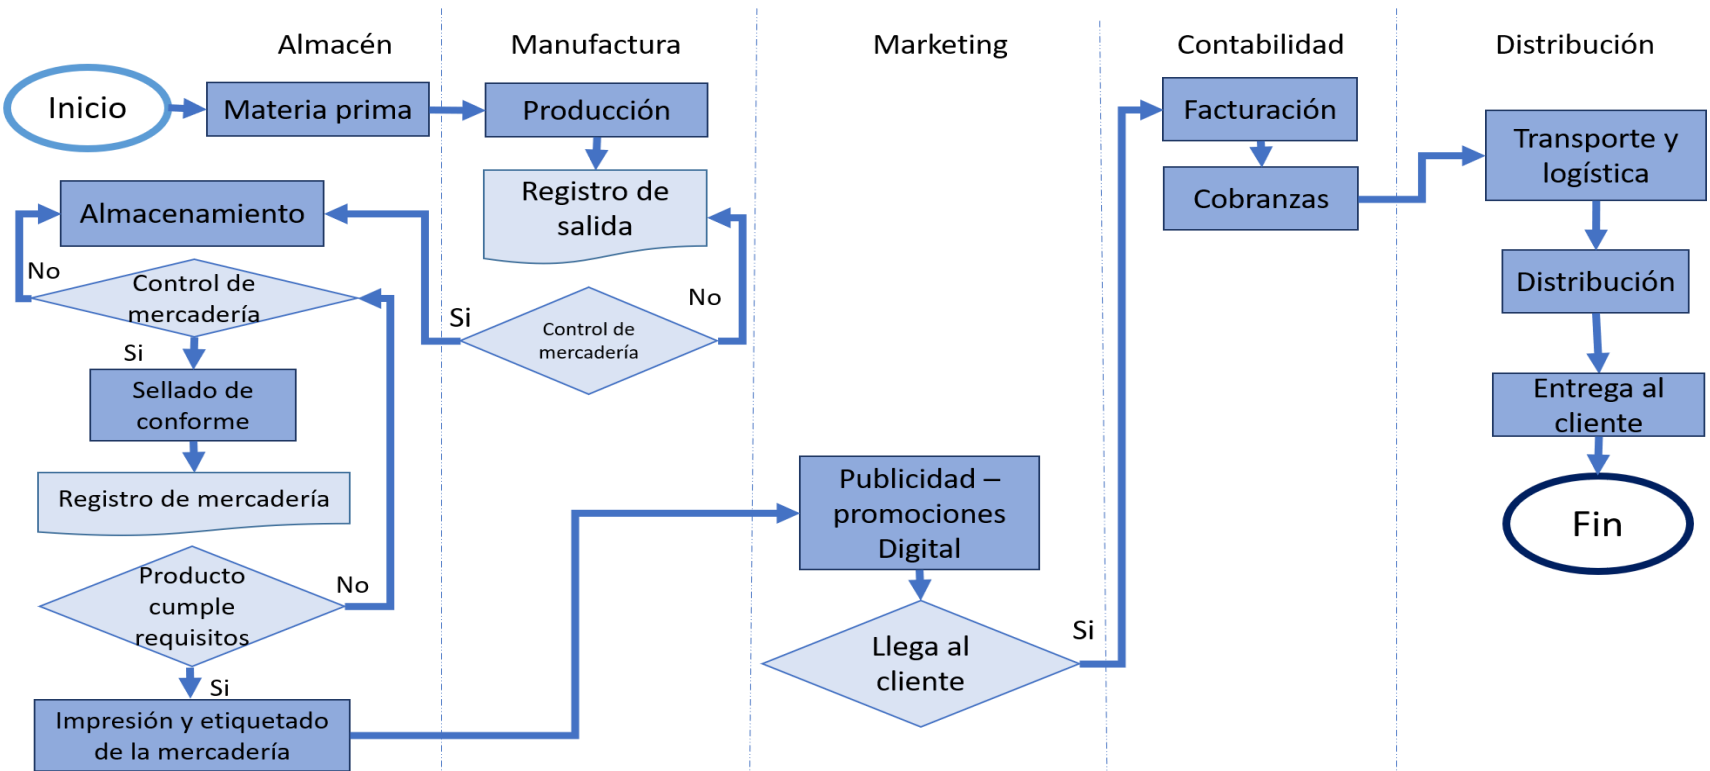 Almacén
Manufactura
Marketing
Contabilidad
Distribución
Inicio
Materia prima
Producción
Registro de
salida
Control de
mercadería
No
Si
Almacenamiento
No
Control de
mercadería
Si
Sellado de
conforme
Registro de mercadería
Producto
cumple
requisitos
No
Si
Impresión y etiquetado
de la mercadería
Publicidad –
promociones
Digital
Llega al
cliente
Si
Facturación
Cobranzas
Transporte y
logística
Distribución
Entrega al
cliente
Fin